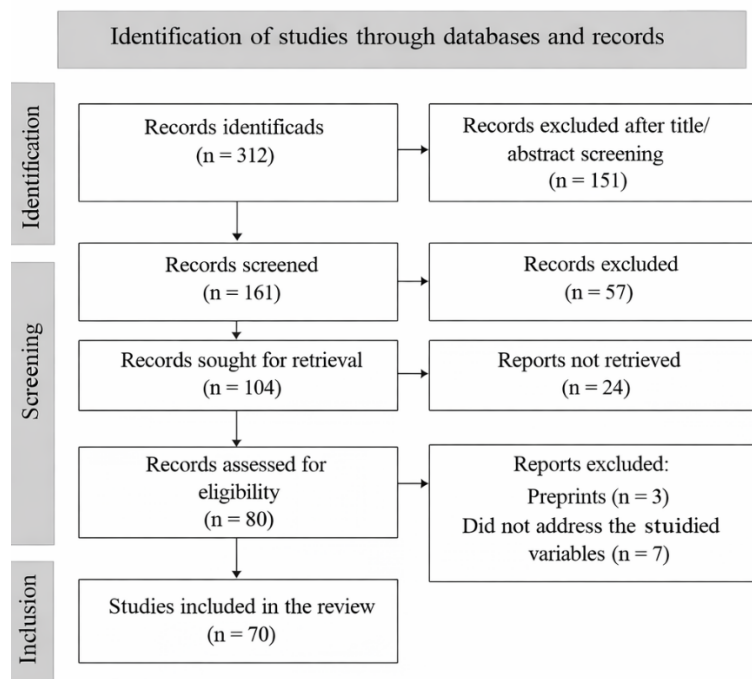 Identification of studies through databases and records
Identification
Records identificads
(n = 312)
Records excluded after title/
abstract screening
(n = 151)
Screening
Records screened
(n = 161)
Records excluded
(n = 57)
Records sought for retrieval
(n = 104)
Reports not retrieved
(n = 24)
Records assessed for
eligibility
(n = 80)
Reports excluded:
Preprints (n = 3)
Did not address the stuidied
variables (n = 7)
Inclusion
Studies included in the review
(n = 70)